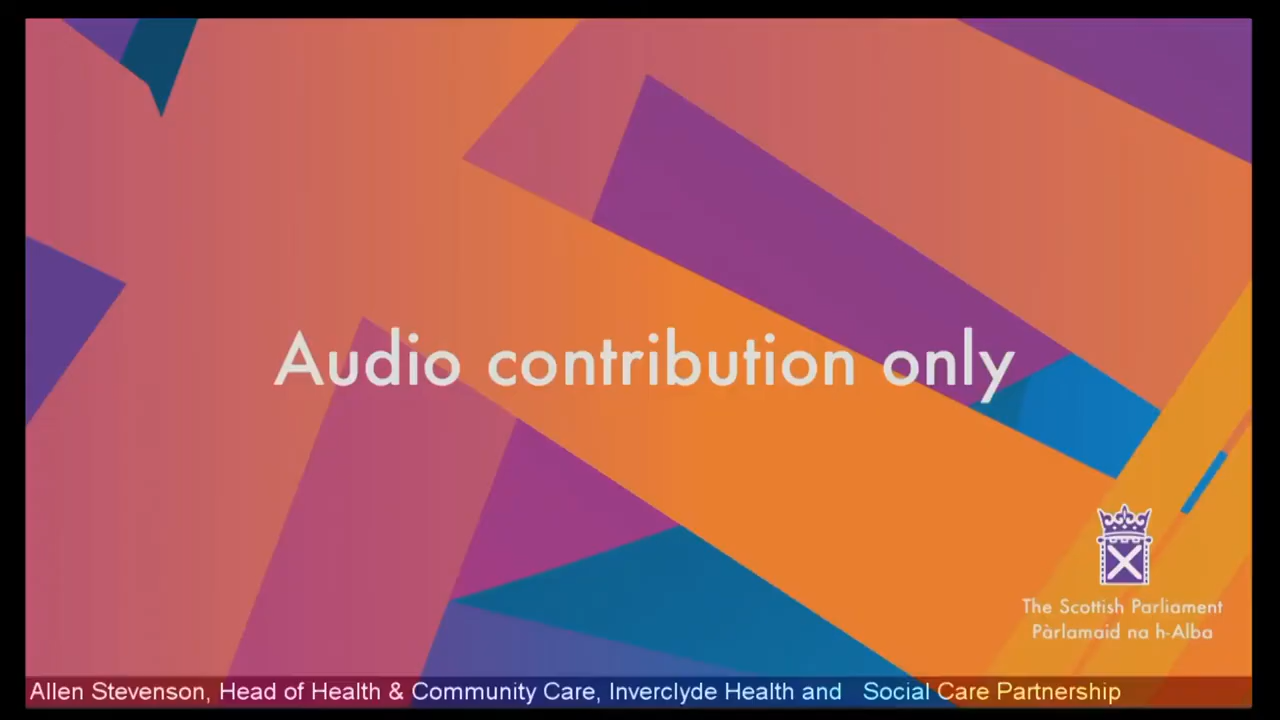 Audio contribution only
The Scottish Parliament
Pàrlamaid na h-Alba
Allen Stevenson, Head of Health & Community Care, Inverclyde Health and   Social Care Partnership